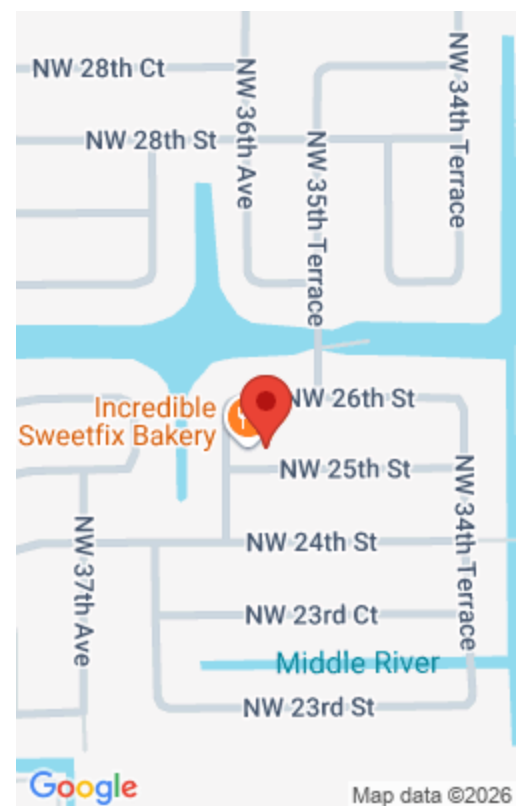 NW 28th Ct
NW 36th Ave
NW 34th Terrace
NW 28th St
NW 35th Terrace
Incredible
Sweetfix Bakery
NW 26th St
NW 25th St
NW 34th Terrace
NW 37th Ave
NW 24th St
NW 23rd Ct
Middle River
NW 23rd St
Google
Map data ©2026